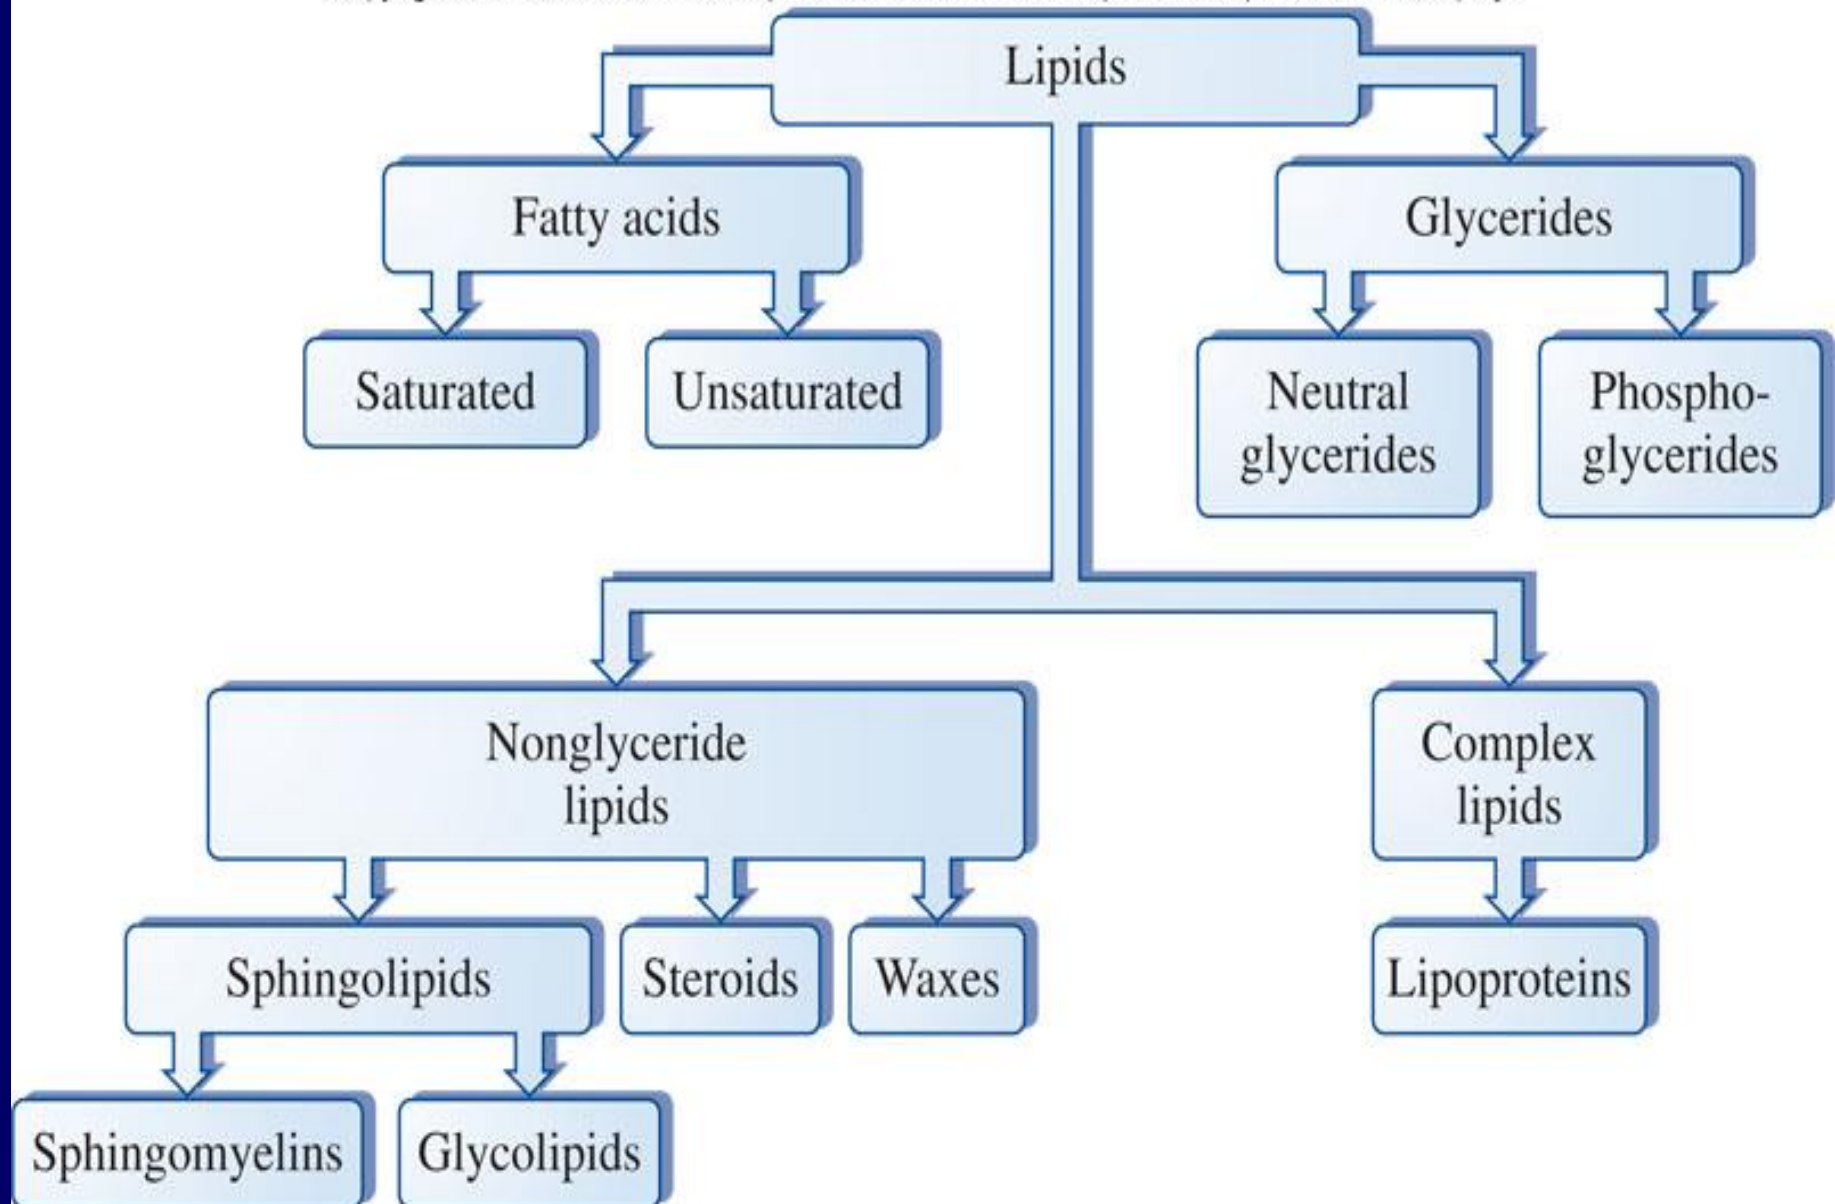 Lipids
Fatty acids
Glycerides
Saturated
Unsaturated
Neutral
glycerides
Phospho-
glycerides
Nonglyceride
lipids
Complex
lipids
Sphingolipids
Steroids
Waxes
Lipoproteins
Sphingomyelins
Glycolipids